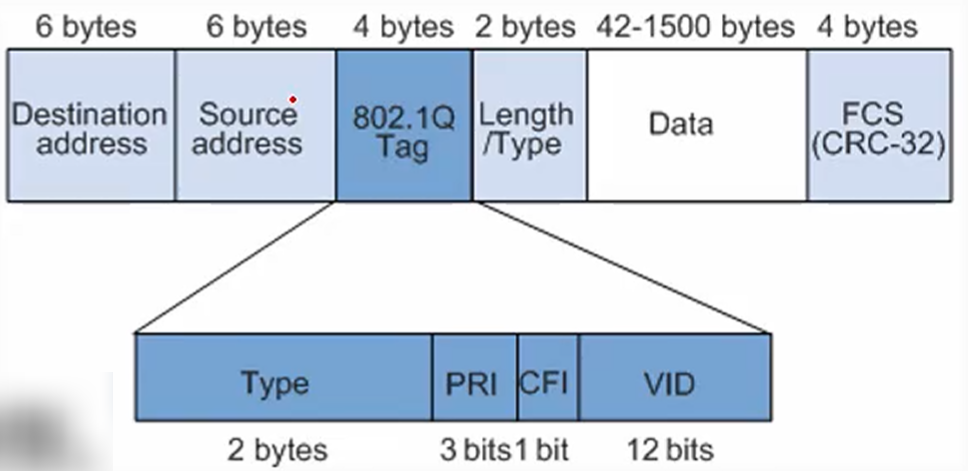 6 bytes 6 bytes 4 bytes 2 bytes 42-1500 bytes 4 bytes
Destination address
Source address
802.1Q Tag
Length /Type
Data
FCS (CRC-32)
Type PRI CFI VID
2 bytes 3 bits 1 bit 12 bits